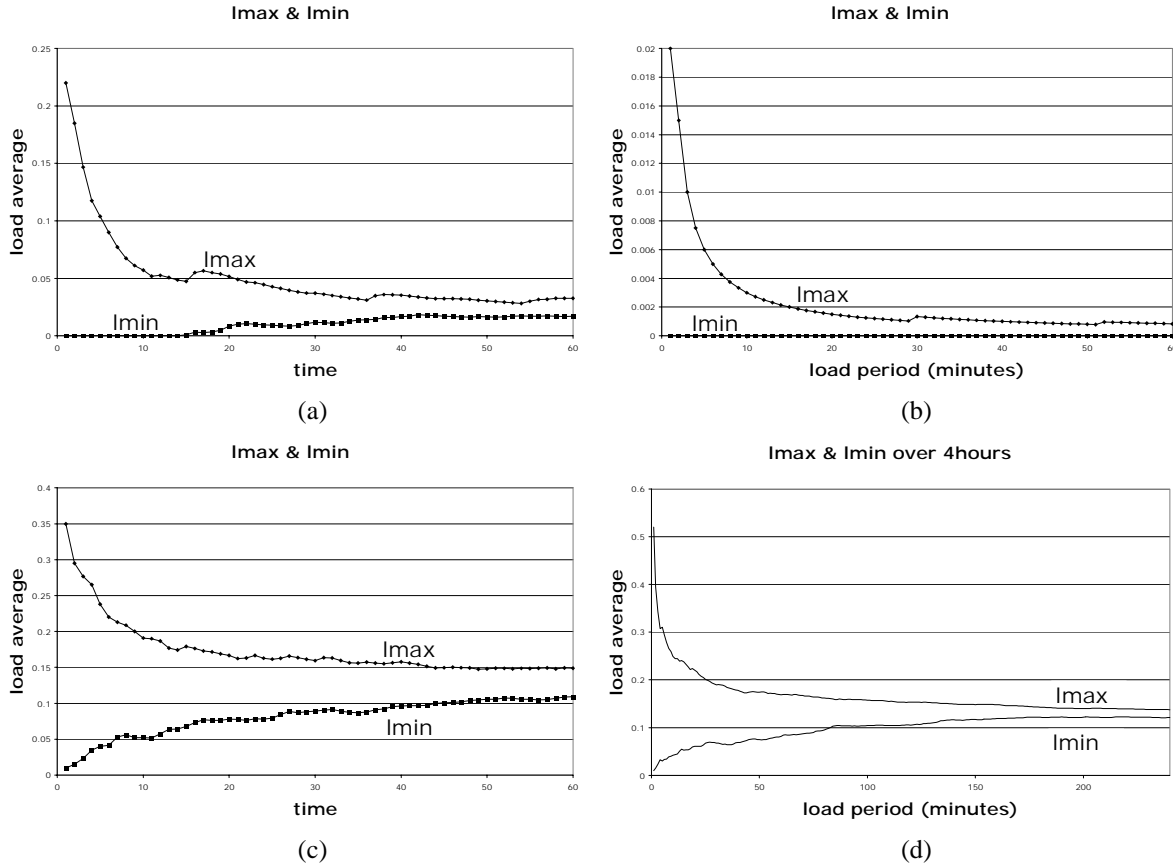 Imax & Imin
0.25
0.2
0.15
0.1
0.05
0
load average
Imax
Imin
0 10 20 30 40 50 60
time
(a)
Imax & Imin
0.02
0.018
0.016
0.014
0.012
0.01
0.008
0.006
0.004
0.002
0
load average
Imax
Imin
0 10 20 30 40 50 60
load period (minutes)
(b)
Imax & Imin
0.4
0.35
0.3
0.25
0.2
0.15
0.1
0.05
0
load average
Imax
Imin
0 10 20 30 40 50 60
time
(c)
Imax & Imin over 4hours
0.6
0.5
0.4
0.3
0.2
0.1
0
load average
Imax
Imin
0 50 100 150 200
load period (minutes)
(d)